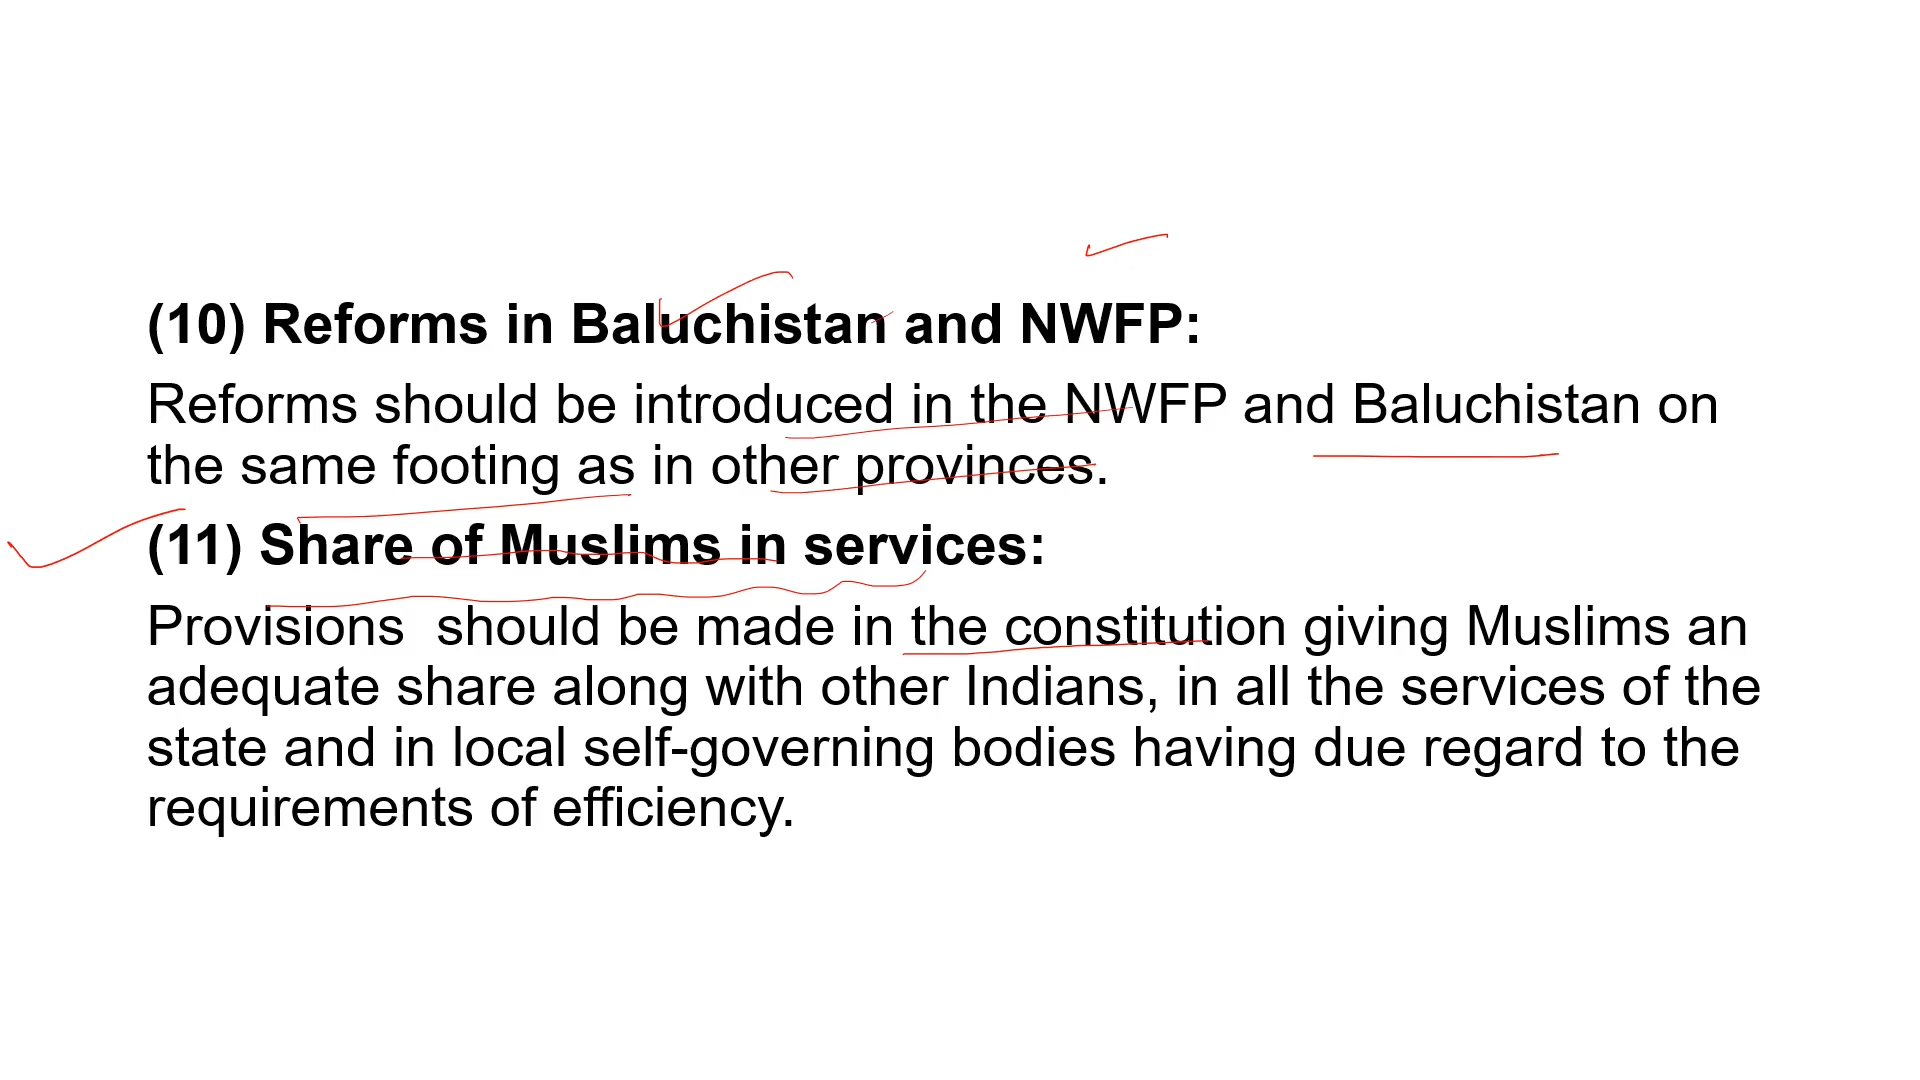 (10) Reforms in Baluchistan and NWFP:
Reforms should be introduced in the NWFP and Baluchistan on
the same footing as in other provinces.
(11) Share of Muslims in services:
Provisions  should be made in the constitution giving Muslims an
adequate share along with other Indians, in all the services of the
state and in local self-governing bodies having due regard to the
requirements of efficiency.